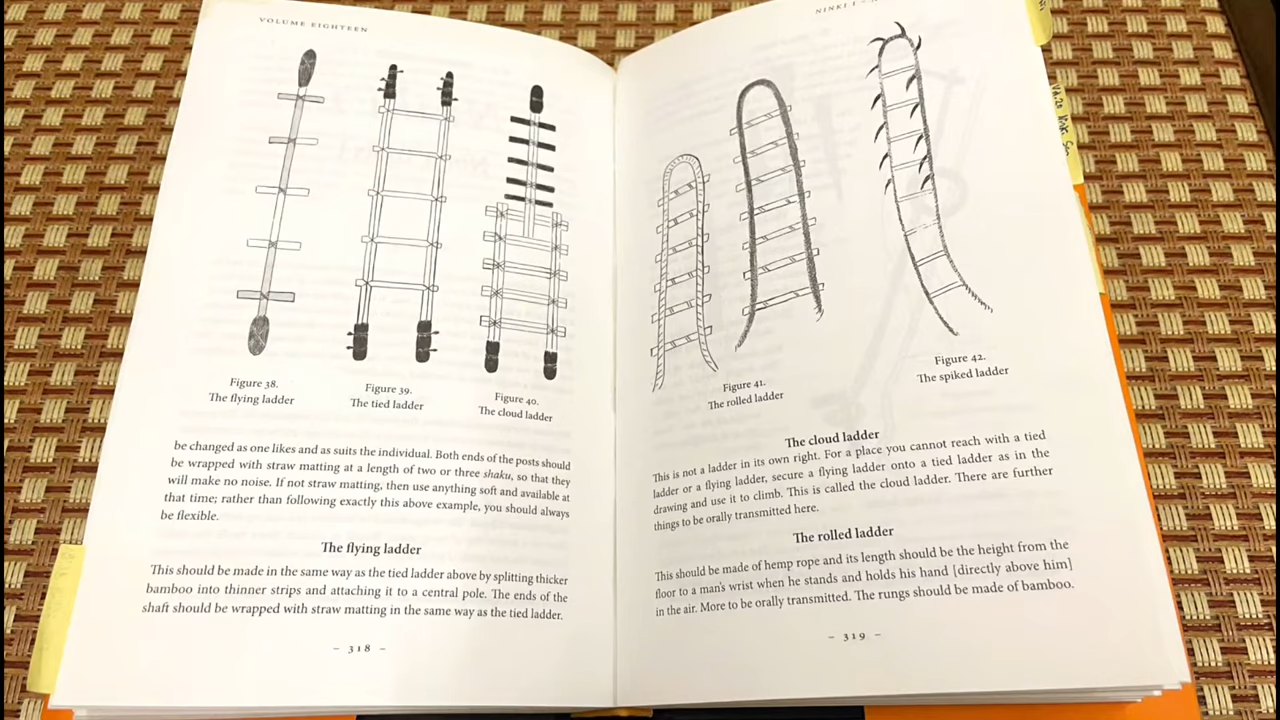 VOLUME EIGHTEEN
Figure 38.
The flying ladder
Figure 39.
The tied ladder
Figure 40.
The cloud ladder
be changed as one likes and as suits the individual. Both ends of the posts should
be wrapped with straw matting at a length of two or three shaku, so that they
will make no noise. If not straw matting, then use anything soft and available at
that time; rather than following exactly this above example, you should always
be flexible.
The flying ladder
This should be made in the same way as the tied ladder above by splitting thicker
bamboo into thinner strips and attaching it to a central pole. The ends of the
shaft should be wrapped with straw matting in the same way as the tied ladder.
– 318 –
NINKI I –
Figure 41.
The rolled ladder
Figure 42.
The spiked ladder
The cloud ladder
This is not a ladder in its own right. For a place you cannot reach with a tied
ladder or a flying ladder, secure a flying ladder onto a tied ladder as in the
drawing and use it to climb. This is called the cloud ladder. There are further
things to be orally transmitted here.
The rolled ladder
This should be made of hemp rope and its length should be the height from the
floor to a man's wrist when he stands and holds his hand [directly above him]
in the air. More to be orally transmitted. The rungs should be made of bamboo.
– 319 –